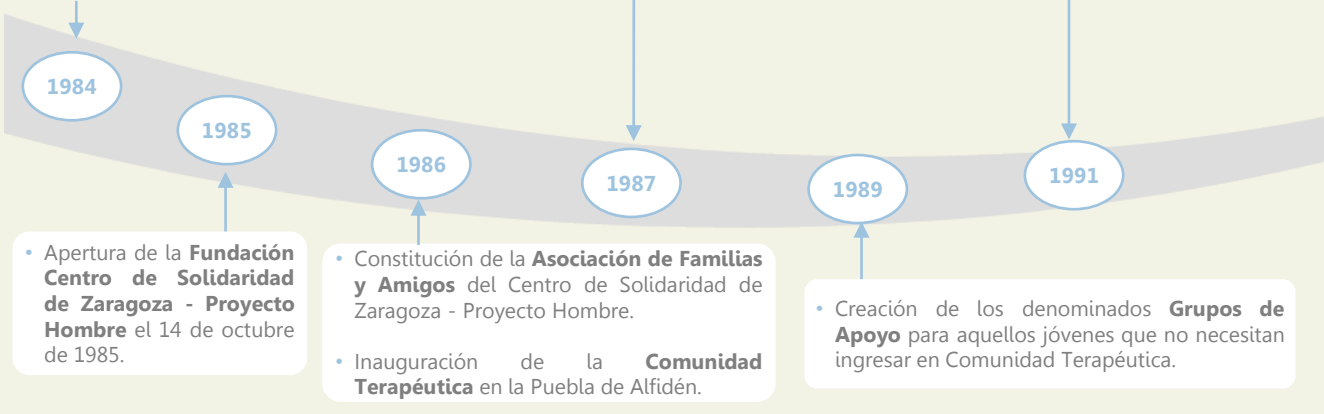 1984
1985
1986
1987
1989
1991
• Apertura de la Fundación
Centro de Solidaridad
de Zaragoza - Proyecto
Hombre el 14 de octubre
de 1985.
• Constitución de la Asociación de Familias
y Amigos del Centro de Solidaridad de
Zaragoza - Proyecto Hombre.
• Inauguración de la Comunidad
Terapéutica en la Puebla de Alfidén.
• Creación de los denominados Grupos de
Apoyo para aquellos jóvenes que no necesitan
ingresar en Comunidad Terapéutica.